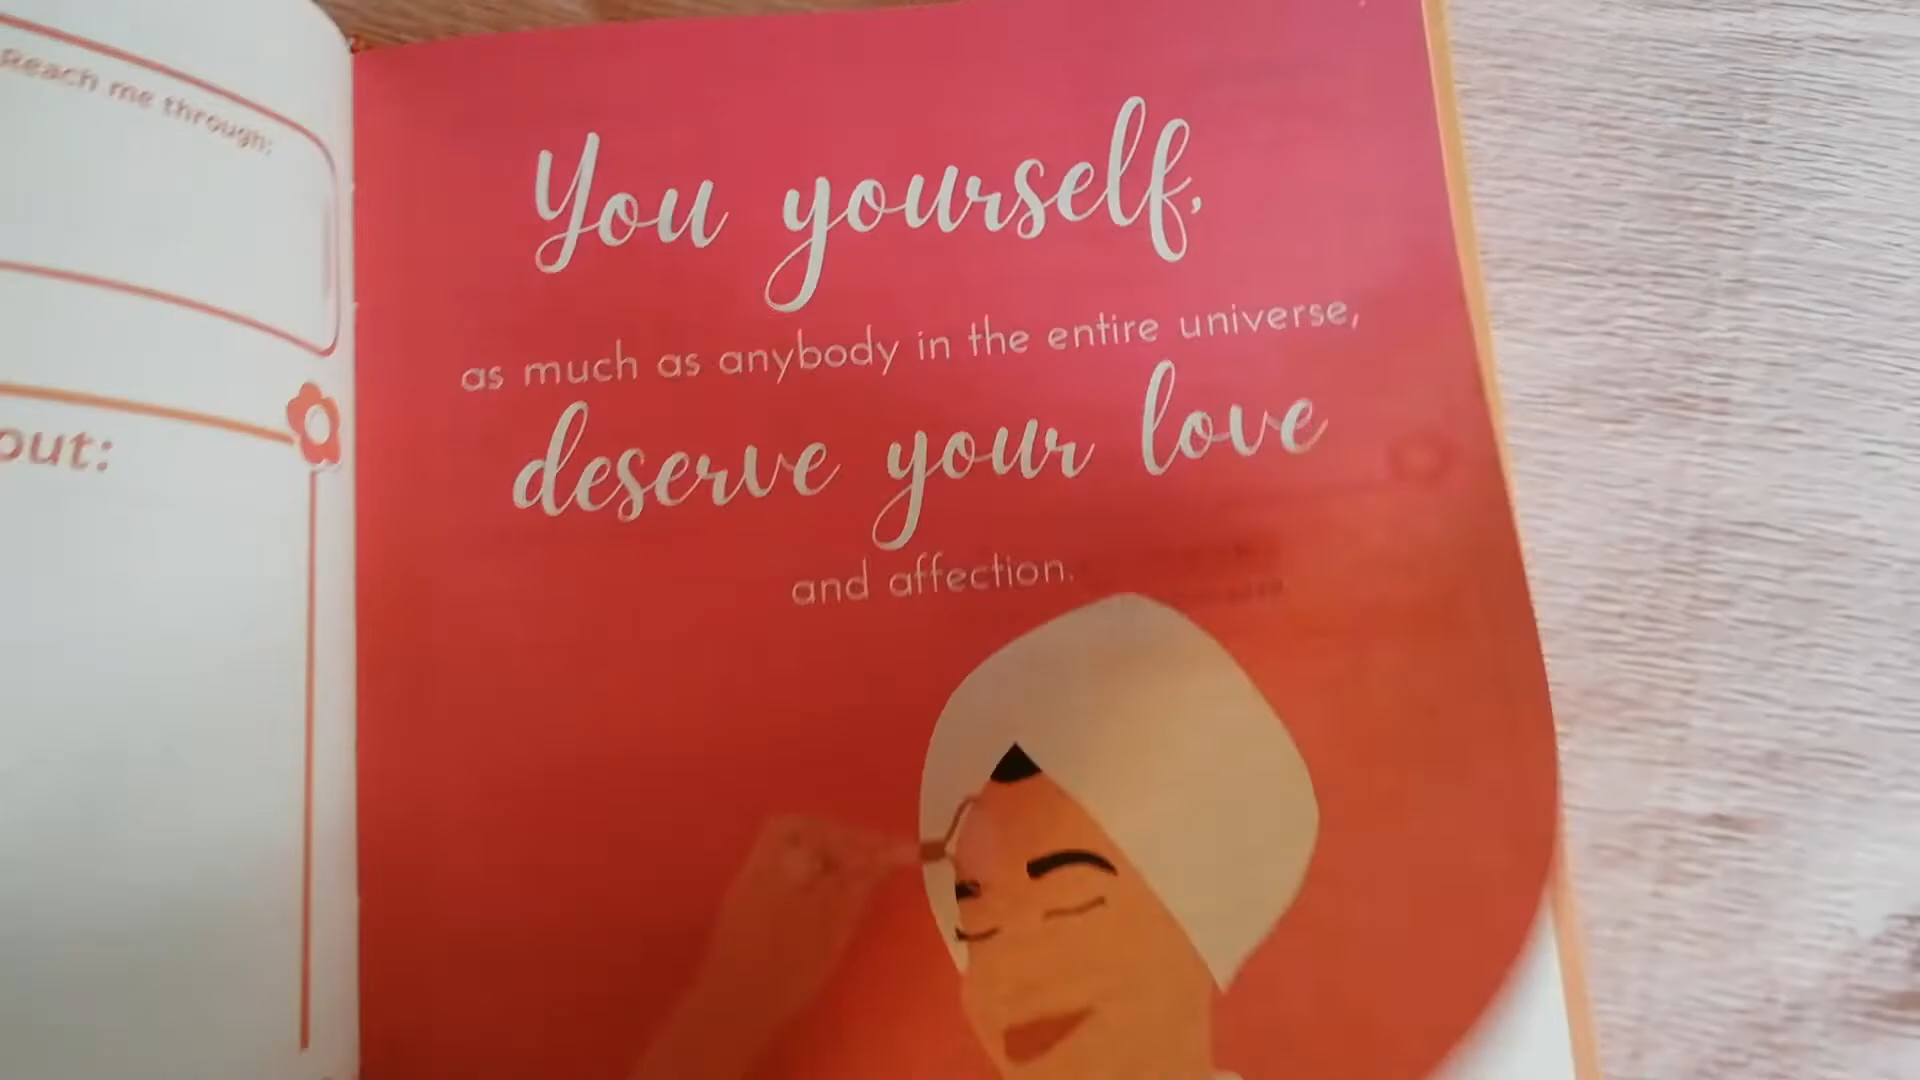 Reach me through:
out:
You yourself,
as much as anybody in the entire universe,
deserve your love
and affection.